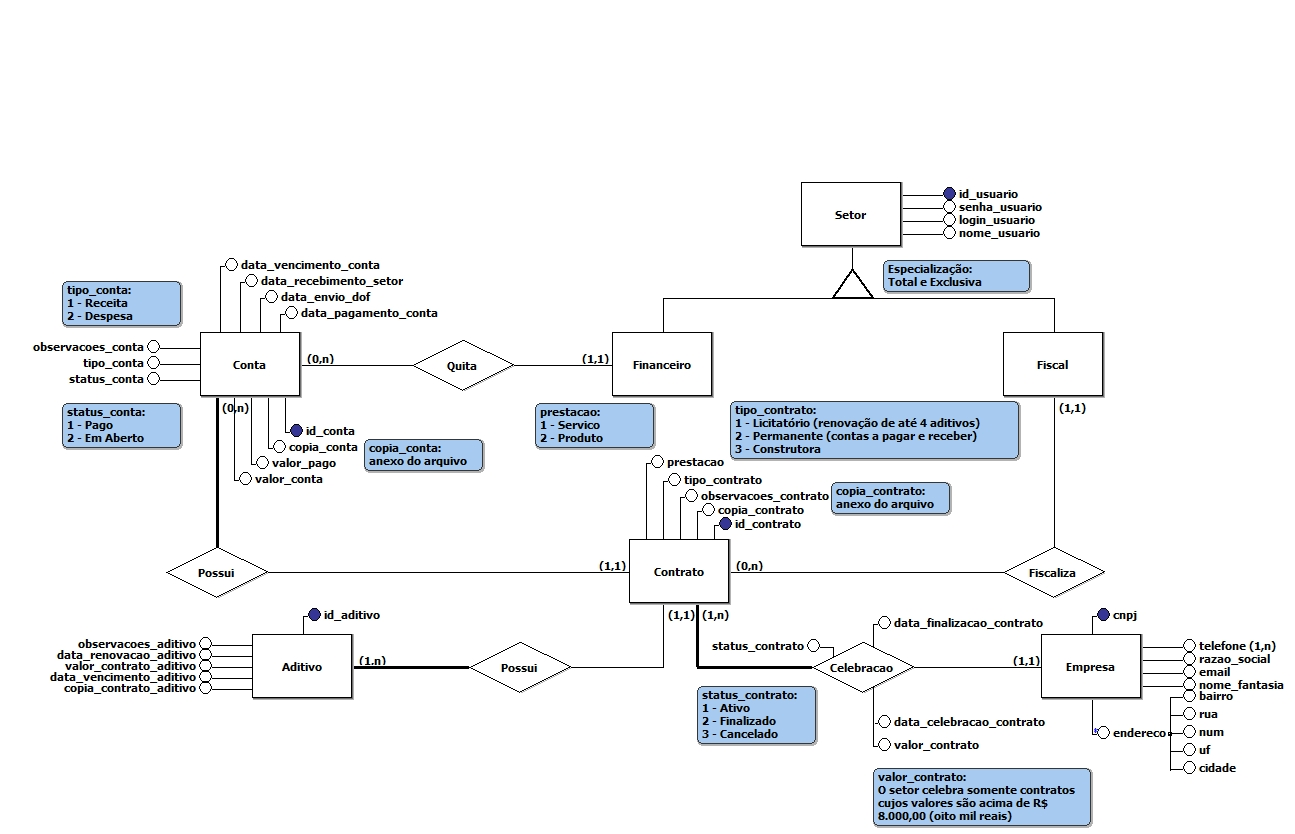 Setor
id_usuario
senha_usuario
login_usuario
nome_usuario
Especialização:
Total e Exclusiva
data_vencimento_conta
data_recebimento_setor
data_envio_dof
data_pagamento_conta
tipo_conta:
1 - Receita
2 - Despesa
observacoes_conta
tipo_conta
status_conta
Conta
(0,n)
Quita
(1,1)
Financeiro
Fiscal
status_conta:
1 - Pago
2 - Em Aberto
(0,n)
id_conta
copia_conta
valor_pago
valor_conta
copia_conta:
anexo do arquivo
prestacao:
1 - Servico
2 - Produto
tipo_contrato:
1 - Licitatório (renovação de até 4 aditivos)
2 - Permanente (contas a pagar e receber)
3 - Construtora
(1,1)
prestacao
tipo_contrato
observacoes_contrato
copia_contrato
id_contrato
copia_contrato:
anexo do arquivo
Possui
(1,1)
Contrato
(0,n)
Fiscaliza
(1,1)
(1,n)
id_aditivo
observacoes_aditivo
data_renovacao_aditivo
valor_contrato_aditivo
data_vencimento_aditivo
copia_contrato_aditivo
Aditivo
(1,n)
Possui
status_contrato
data_finalizacao_contrato
Celebracao
(1,1)
data_celebracao_contrato
valor_contrato
status_contrato:
1 - Ativo
2 - Finalizado
3 - Cancelado
cnpj
Empresa
telefone (1,n)
razao_social
email
nome_fantasia
endereco
bairro
rua
num
uf
cidade
valor_contrato:
O setor celebra somente contratos
cujos valores são acima de R$
8.000,00 (oito mil reais)